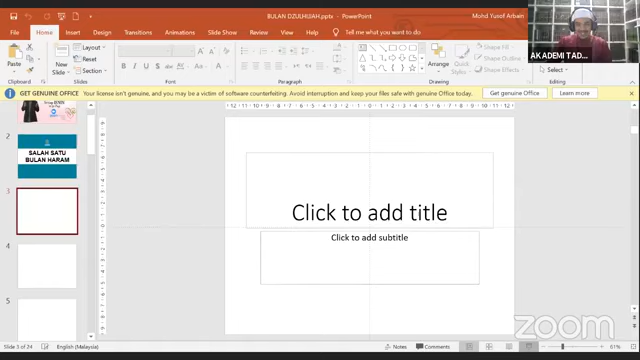 BULAN DZULHIJJAH.pptx - PowerPoint
Mohd Yusof Arbain
File Home Insert Draw Design Transitions Animations Slide Show Review View Acrobat Tell me what you want to do
Paste
Clipboard
New
Slide
Layout
Reset
Section
Slides
Font
Paragraph
Drawing
Arrange
Quick
Styles
Shape Fill
Shape Outline
Shape Effects
Select
Editing
AKADEMI TAD...
GET GENUINE OFFICE Your license isn't genuine, and you may be a victim of software counterfeiting. Avoid interruption and keep your files safe with genuine Office today.
Get genuine Office
Learn more
2
SALAH SATU
BULAN HARAM
3
4
5
Click to add title
Click to add subtitle
Slide 3 of 24 English (Malaysia)
Notes Comments
61%
zoom